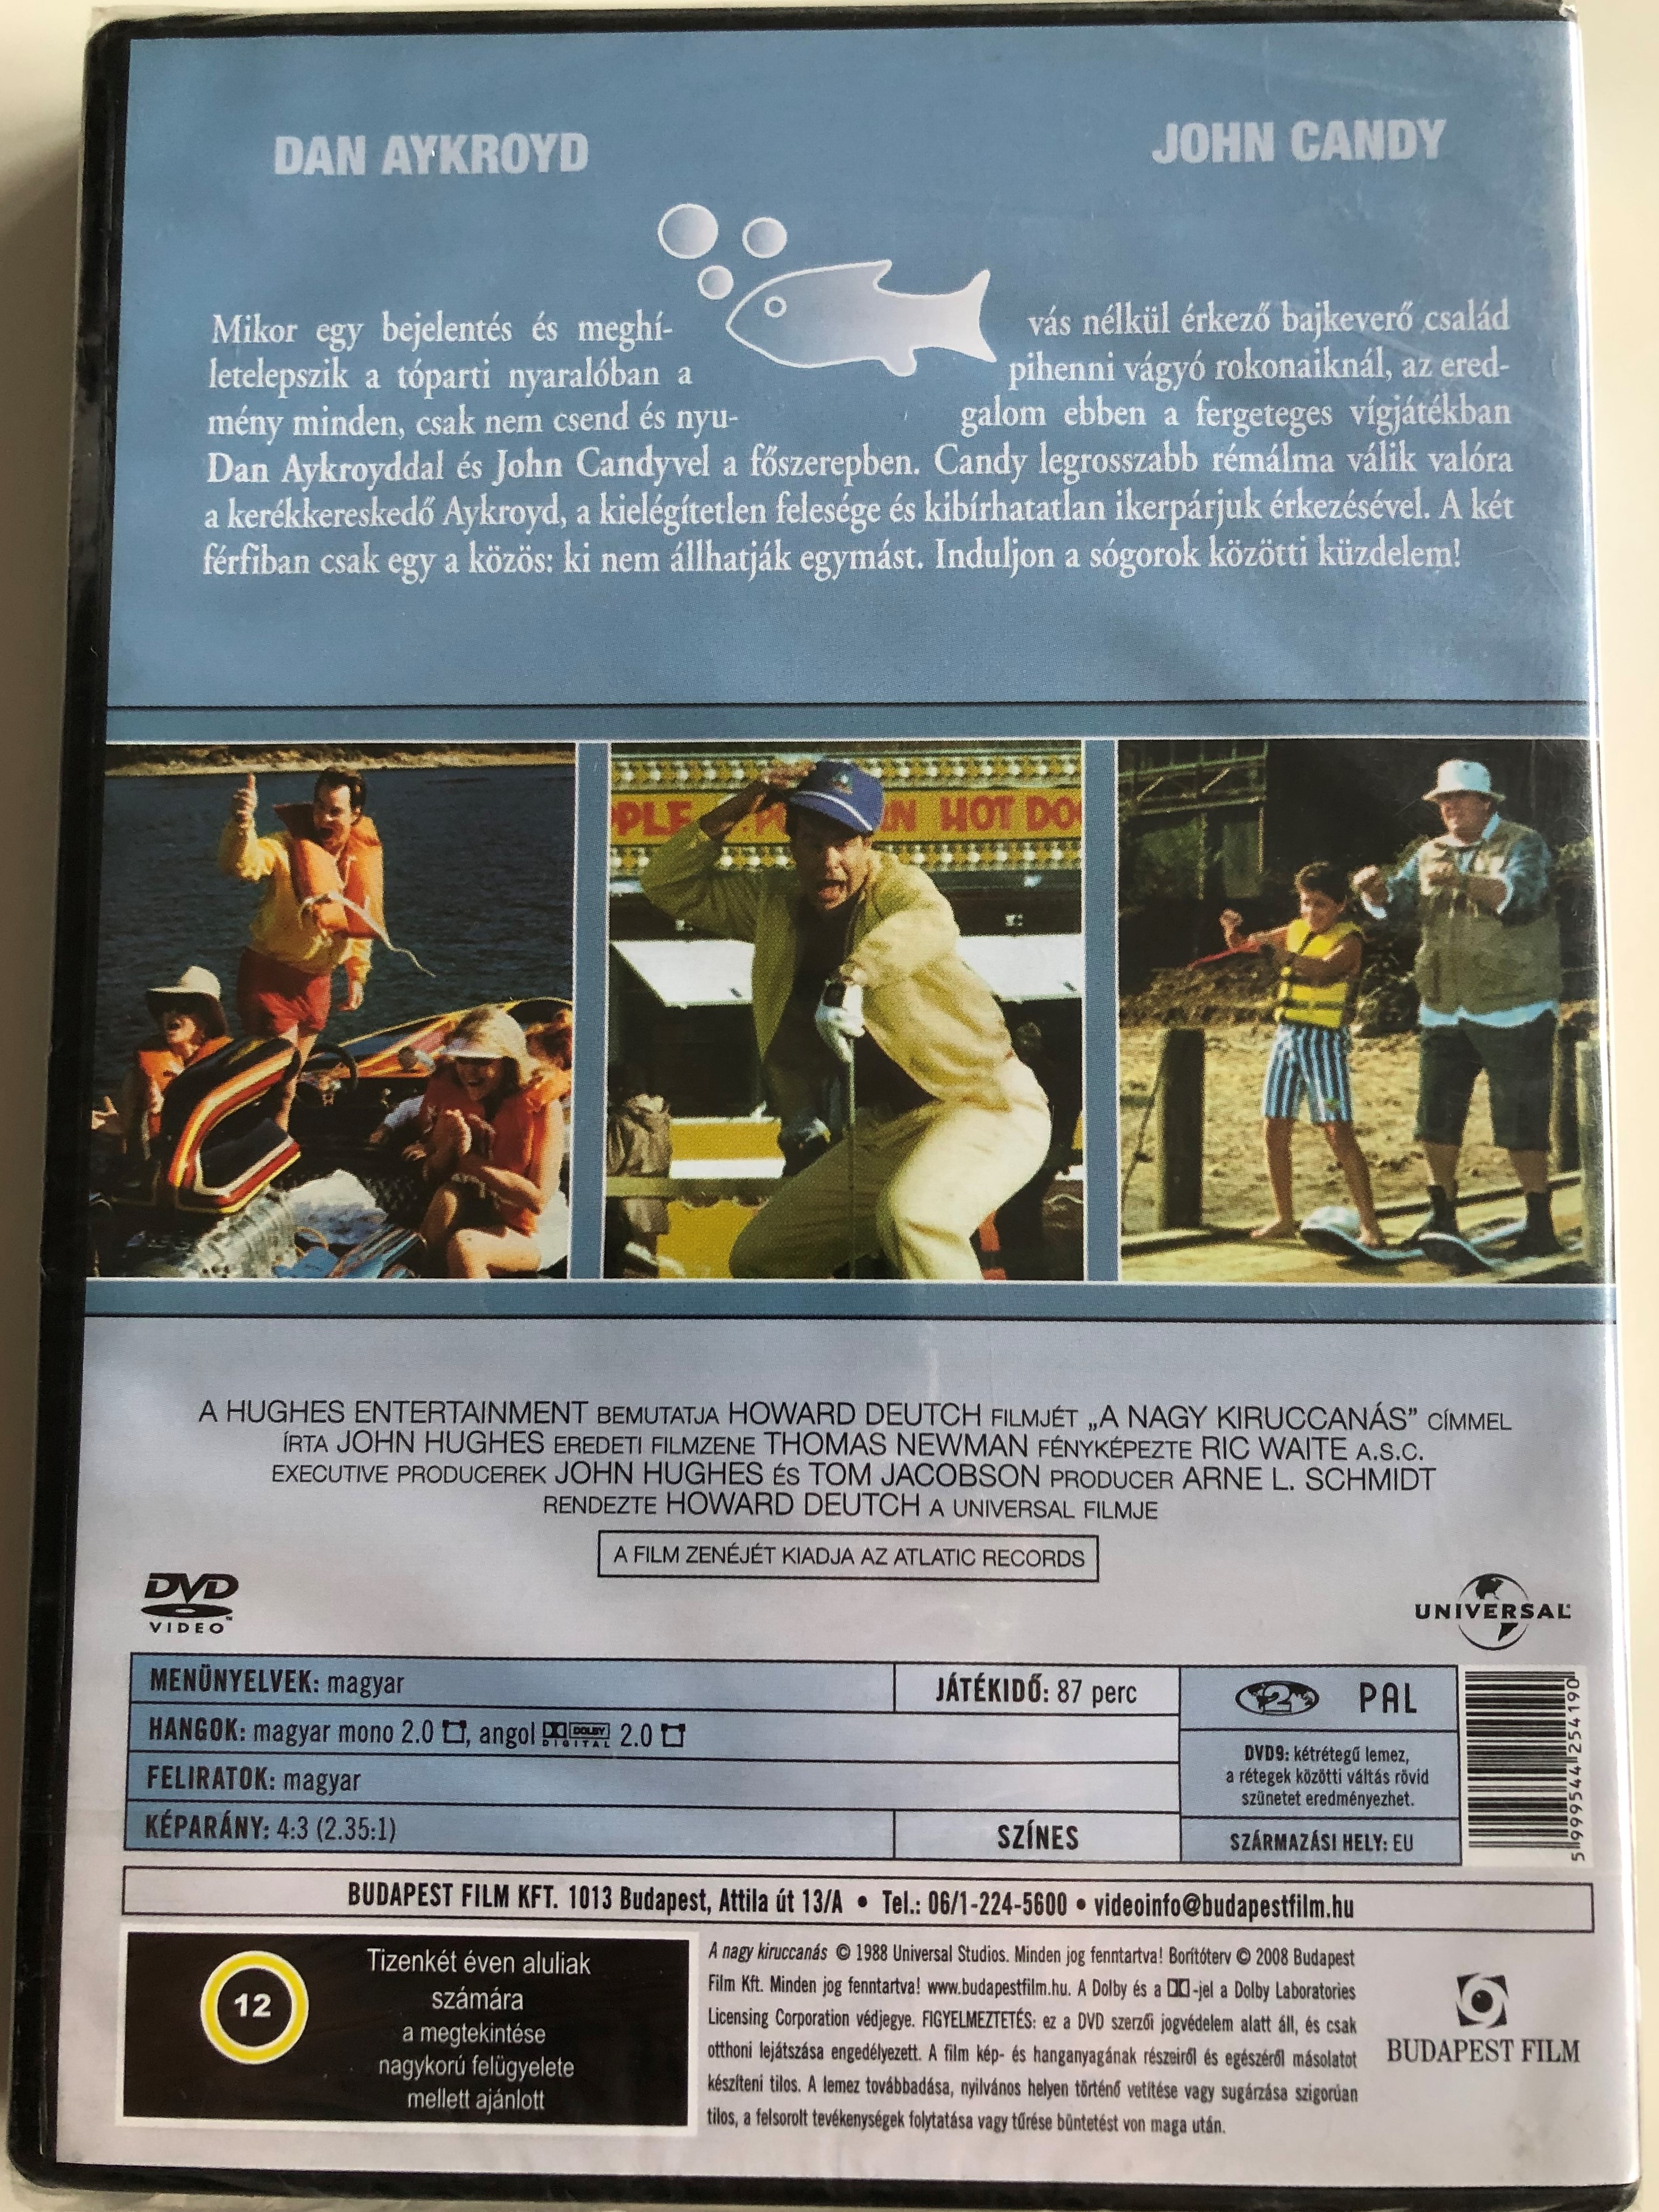 DAN AYKROYD
JOHN CANDY
Mikor egy bejelentés és meghí- vás nélkül érkező bajkeverő család
letelepszik a tóparti nyaralóban a pihenni vágyó rokonaiknál, az ered-
mény minden, csak nem csend és nyu- galom ebben a fergeteges vígjátékban
Dan Aykroyddal és John Candyvel a főszerepben. Candy legrosszabb rémálma válik valóra
a kerékkereskedő Aykroyd, a kielégítetlen felesége és kibírhatatlan ikerpárjuk érkezésével. A két
férfiban csak egy a közös: ki nem állhatják egymást. Induljon a sógorok közötti küzdelem!
HOT DO
A HUGHES ENTERTAINMENT BEMUTATJA HOWARD DEUTCH FILMJÉT „A NAGY KIRUCCANÁS” CÍMMEL
ÍRTA JOHN HUGHES EREDETI FILMZENE THOMAS NEWMAN FÉNYKÉPEZTE RIC WAITE A.S.C.
EXECUTIVE PRODUCEREK JOHN HUGHES ÉS TOM JACOBSON PRODUCER ARNE L. SCHMIDT
RENDEZTE HOWARD DEUTCH A UNIVERSAL FILMJE
A FILM ZENÉJÉT KIADJA AZ ATLATIC RECORDS
DVD
VIDEO™
UNIVERSAL
MENÜNYELVEK: magyar
JÁTÉKIDŐ: 87 perc
HANGOK: magyar mono 2.0, angol DOLBY DIGITAL 2.0
FELIRATOK: magyar
KÉPARÁNY: 4:3 (2.35:1)
SZÍNES
2 PAL
DVD9: kétrétegű lemez,
a rétegek közötti váltás rövid
szünetet eredményezhet.
SZÁRMAZÁSI HELY: EU
5 999544 254190
BUDAPEST FILM KFT. 1013 Budapest, Attila út 13/A • Tel.: 06/1-224-5600 • videoinfo@budapestfilm.hu
12
Tizenkét éven aluliak
számára
a megtekintése
nagykorú felügyelete
mellett ajánlott
A nagy kiruccanás © 1988 Universal Studios. Minden jog fenntartva! Borítóterv © 2008 Budapest
Film Kft. Minden jog fenntartva! www.budapestfilm.hu. A Dolby és a -jel a Dolby Laboratories
Licensing Corporation védjegye. FIGYELMEZTETÉS: ez a DVD szerzői jogvédelem alatt áll, és csak
otthoni lejátszása engedélyezett. A film kép- és hanganyagának részeiről és egészéről másolatot
készíteni tilos. A lemez továbbadása, nyilvános helyen történő vetítése vagy sugárzása szigorúan
tilos, a felsorolt tevékenységek folytatása vagy tűrése büntetést von maga után.
BUDAPEST FILM